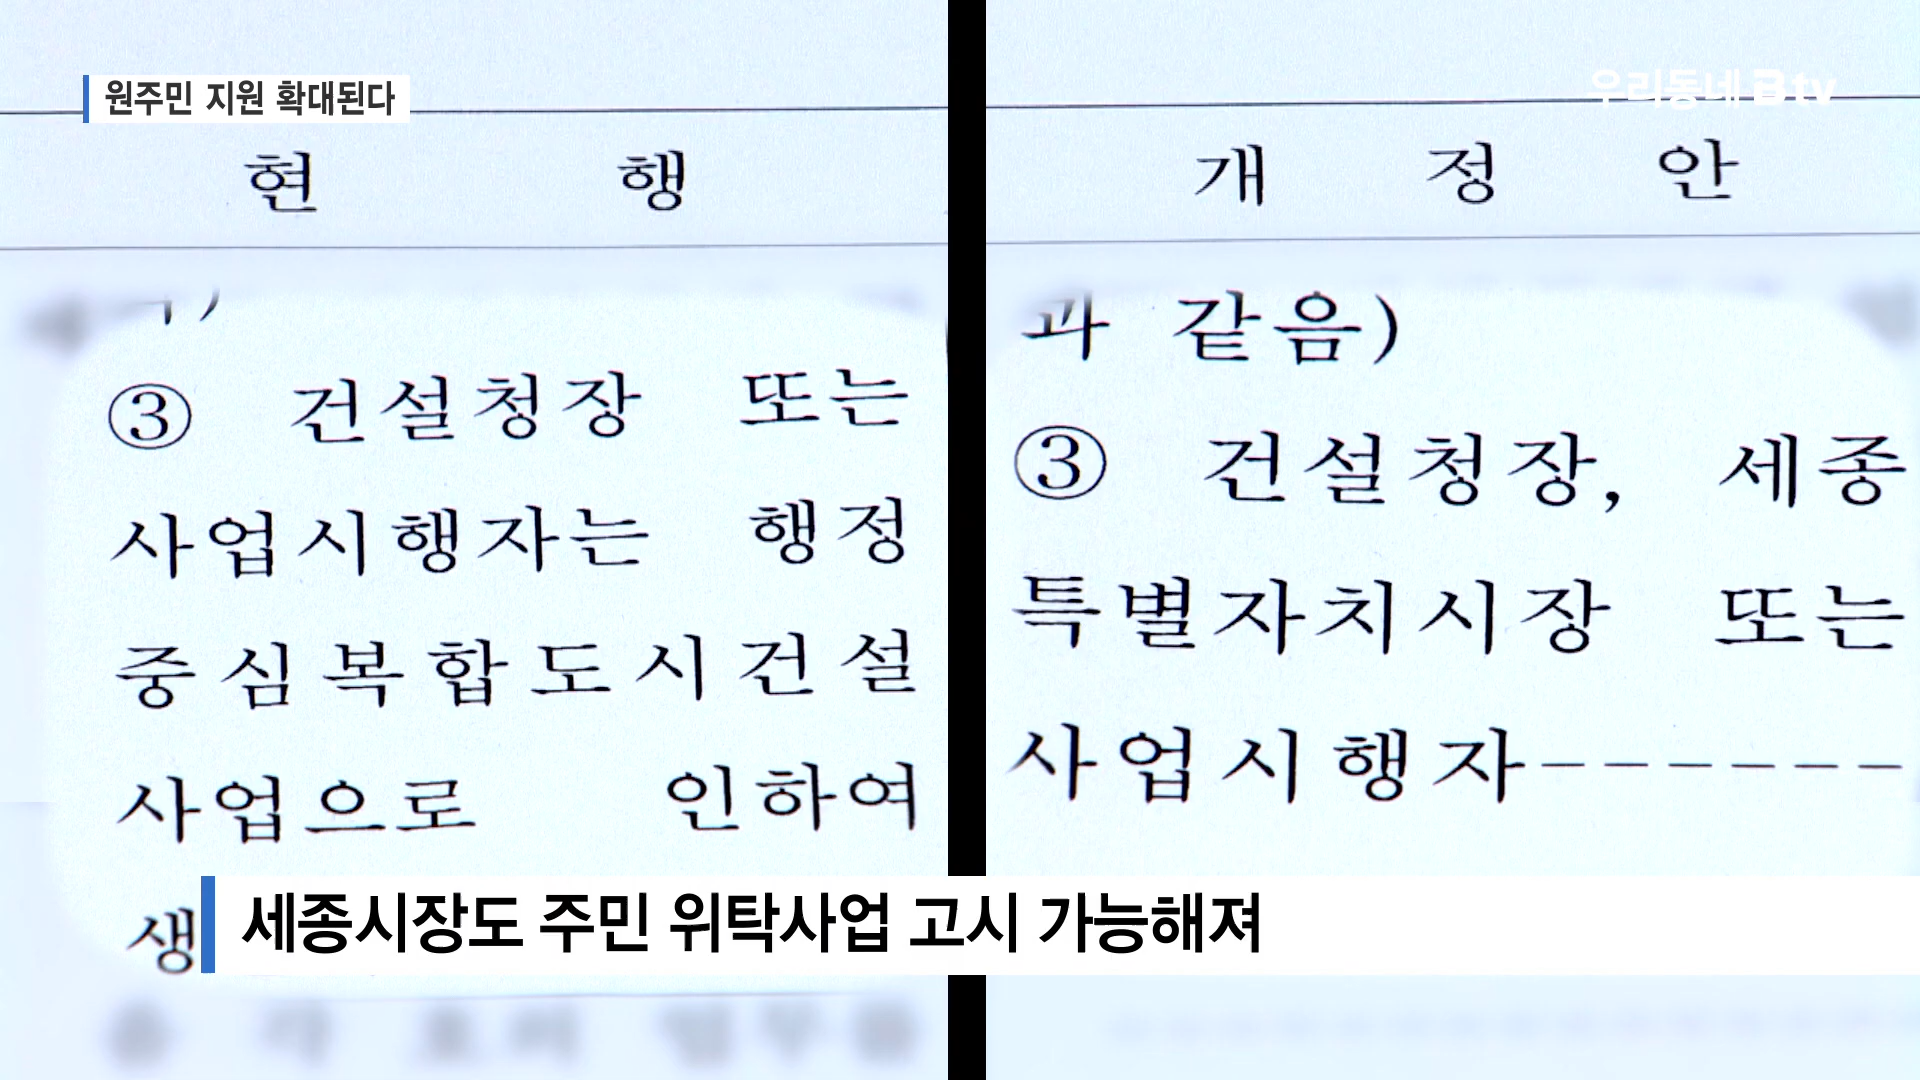 원주민 지원 확대된다
우리동네 B tv
현 행
③ 건설청장 또는
사업시행자는 행정
중심복합도시건설
사업으로 인하여
생
개 정 안
과 같음)
③ 건설청장, 세종
특별자치시장 또는
사업시행자------
세종시장도 주민 위탁사업 고시 가능해져